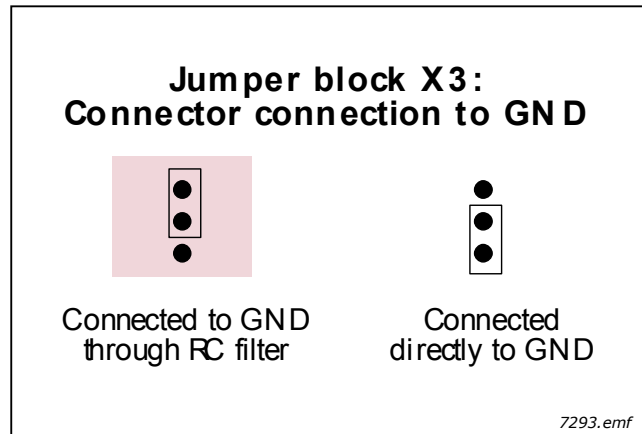 Jumper block X3:
Connector connection to GND
Connected to GND
through RC filter
Connected
directly to GND
7293.emf